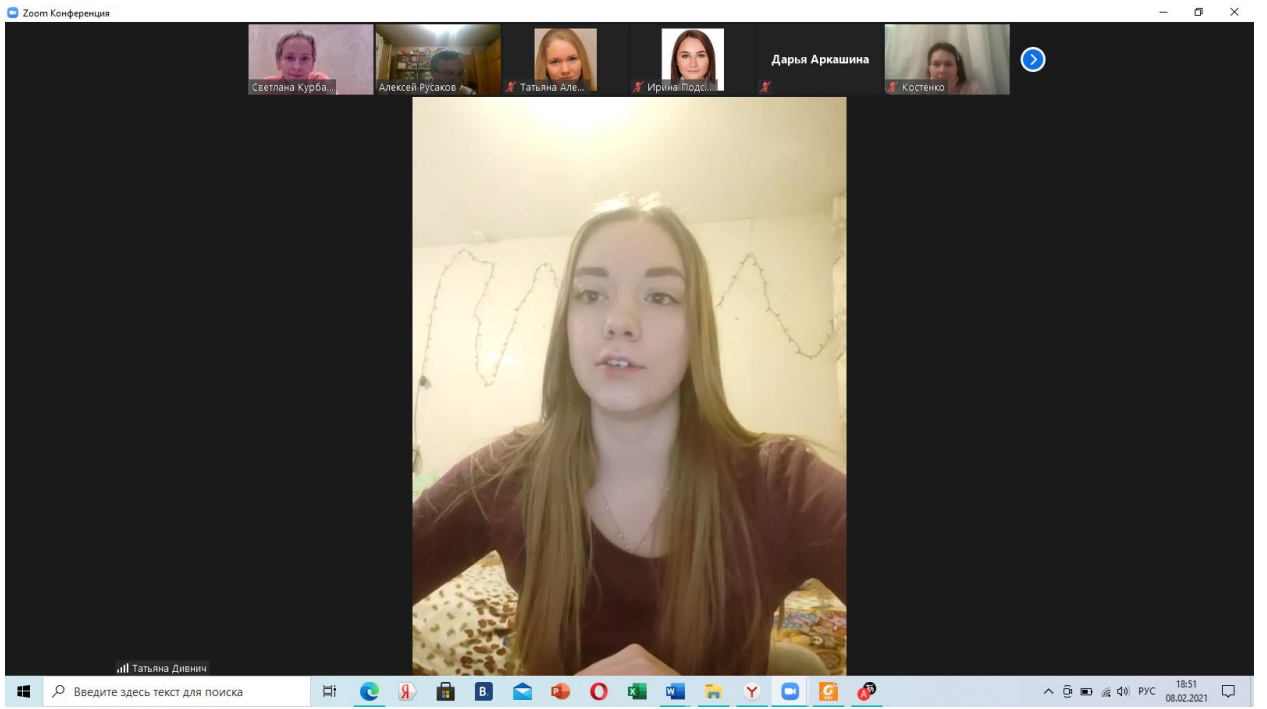 Zoom Конференция
Светлана Курба...
Алексей Русаков
Татьяна Але...
Ирина Подс...
Дарья Аркашина
Костенко
Татьяна Дивнич
Введите здесь текст для поиска
РУС
18:51
08.02.2021